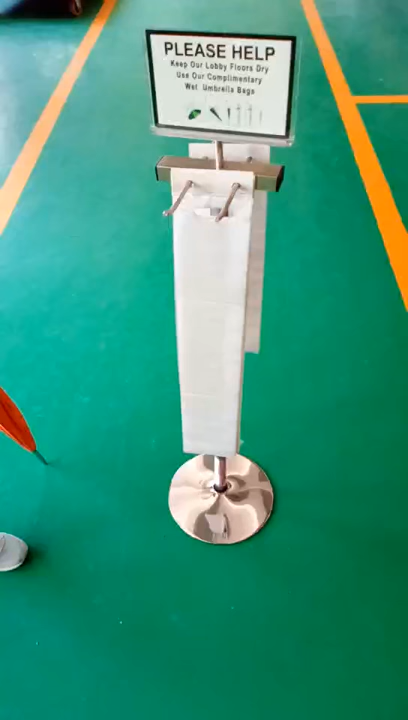 PLEASE HELP
Keep Our Lobby Floors Dry
Use Our Complimentary
Wet Umbrella Bags